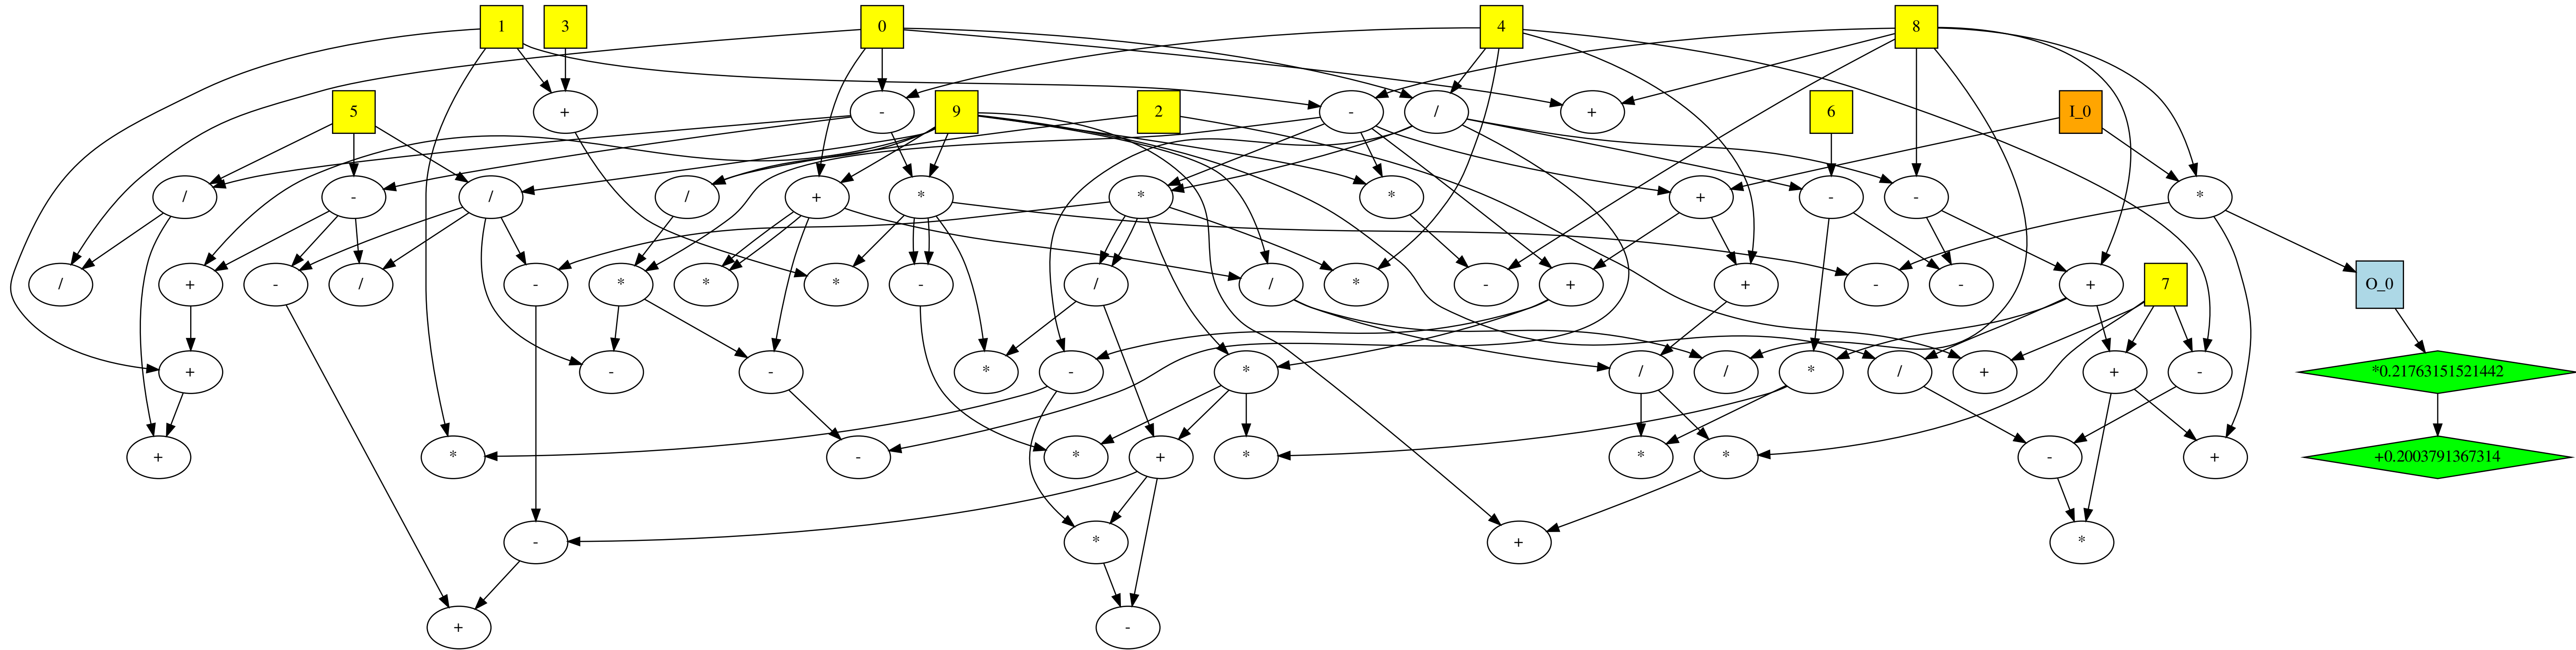 1 3 0 4 8
+ - 9 2 - / + 6 I_0
5
/ - / / + * * * + - - *
/ + - / - * * * - / * - + + - - + 7 O_0
+ - - * - * / / * / + + - *0.21763151521442
+ * - * + * * * - + +0.2003791367314
- * + *
+ -